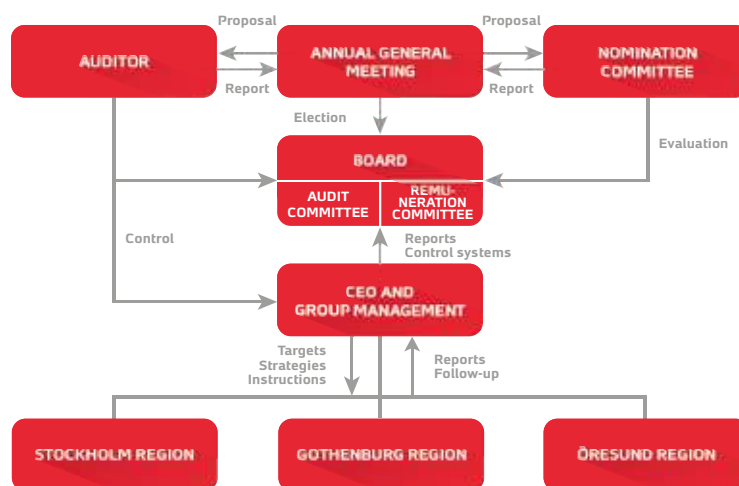 Proposal
Proposal
AUDITOR
ANNUAL GENERAL
MEETING
NOMINATION
COMMITTEE
Report
Report
Election
Evaluation
BOARD
AUDIT
COMMITTEE
REMU-
NERATION
COMMITTEE
Control
Reports
Control systems
CEO AND
GROUP MANAGEMENT
Targets
Strategies
Instructions
Reports
Follow-up
STOCKHOLM REGION
GOTHENBURG REGION
ÖRESUND REGION